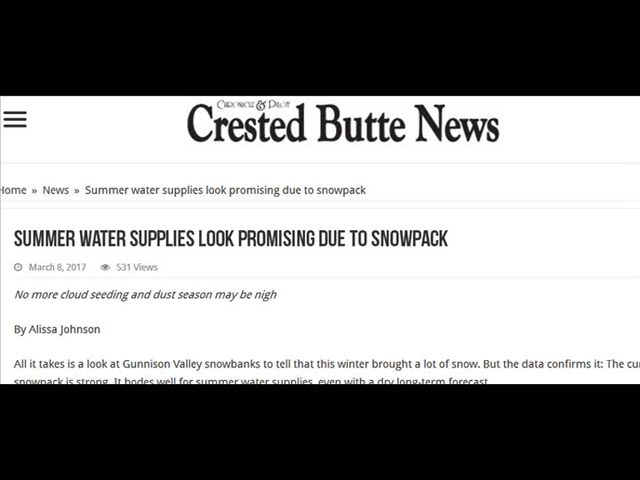 CHRONICLE & PILOT
Crested Butte News
Home » News » Summer water supplies look promising due to snowpack
SUMMER WATER SUPPLIES LOOK PROMISING DUE TO SNOWPACK
March 8, 2017 531 Views
No more cloud seeding and dust season may be nigh
By Alissa Johnson
All it takes is a look at Gunnison Valley snowbanks to tell that this winter brought a lot of snow. But the data confirms it: The
snowpack is strong. It bodes well for summer water supplies, even with a dry long-term forecast